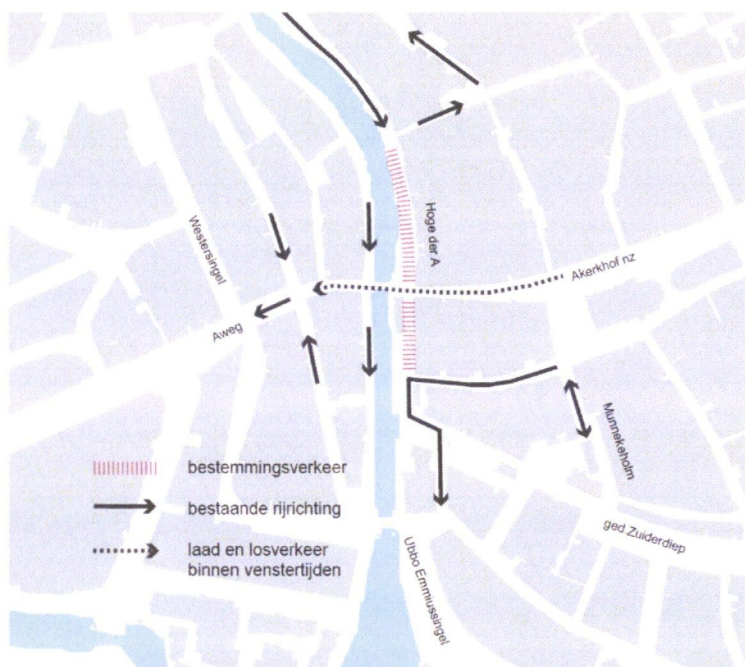 Hoge der A
Westersingel
Akerkhof nz
Aweg
Munnekeholm
bestemmingsverkeer
bestaande rijrichting
ged Zuiderdiep
laad en losverkeer
binnen venstertijden
Ubbo Emmiussingel